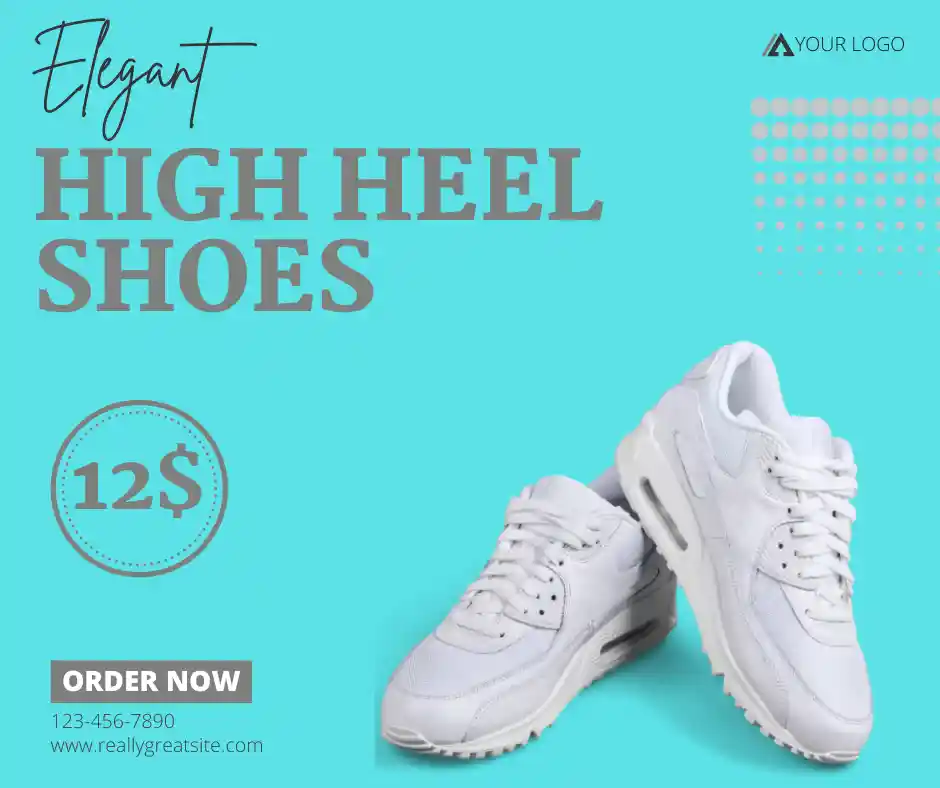 Elegant
YOUR LOGO
HIGH HEEL
SHOES
12$
ORDER NOW
123-456-7890
www.reallygreatsite.com